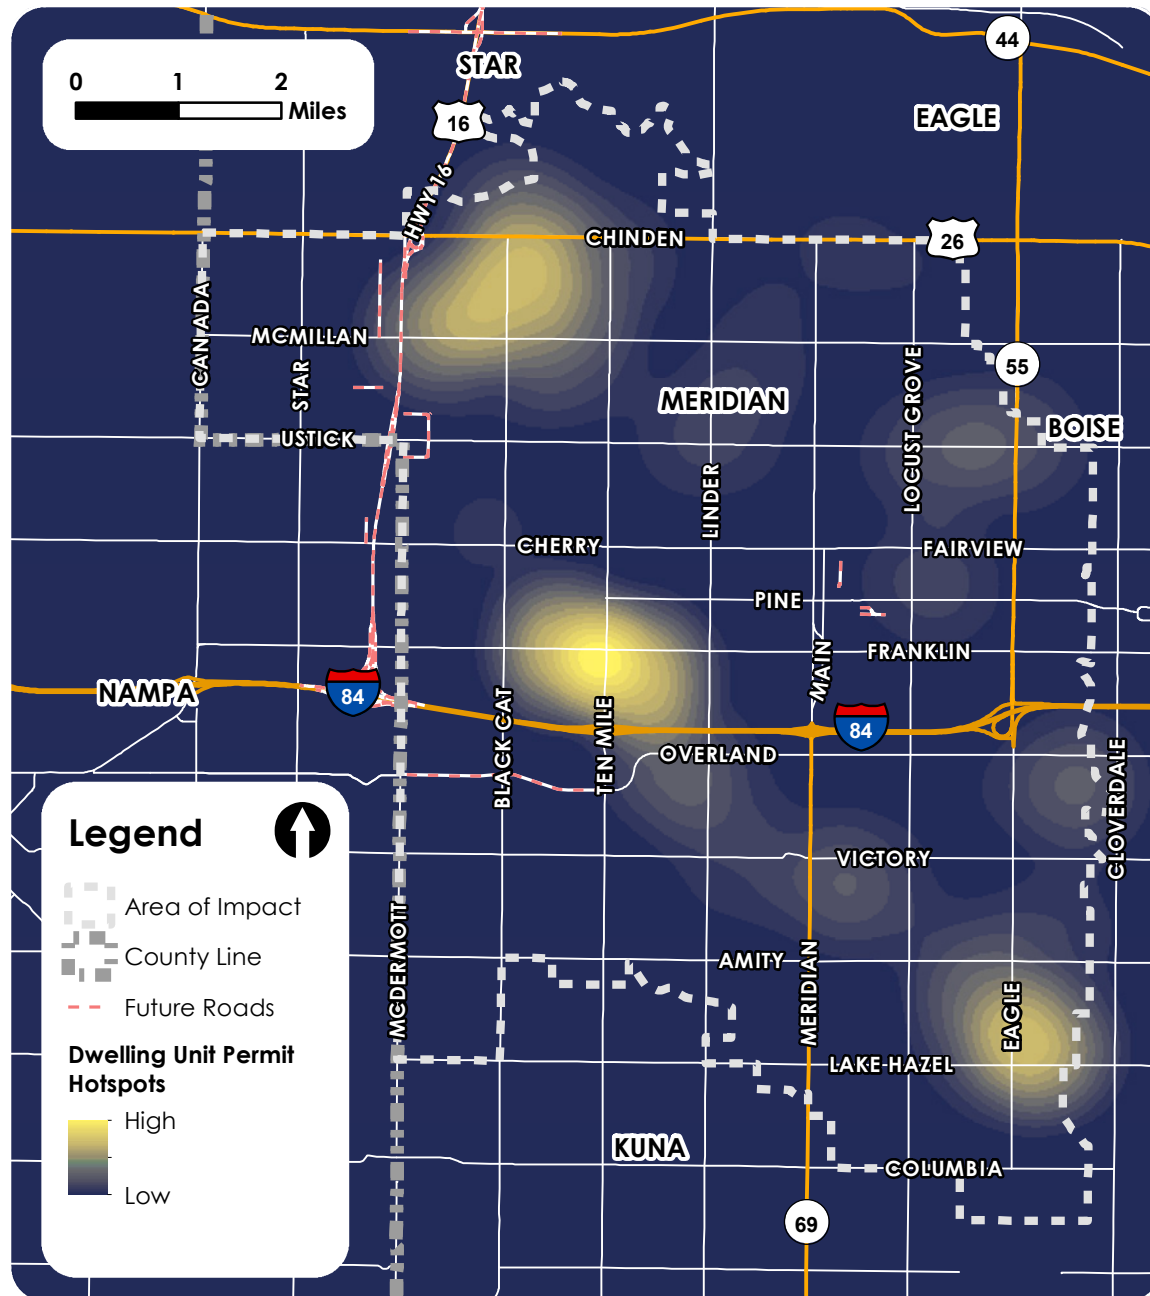 44
0 1 2
Miles
STAR
16
EAGLE
HWY 16
CHINDEN
26
CAN-ADA
MCMILLAN
STAR
LOCUST GROVE
55
MERIDIAN
BOISE
USTICK
LINDER
CHERRY
FAIRVIEW
PINE
FRANKLIN
MAIN
NAMPA
84
84
BLACK CAT
TEN MILE
OVERLAND
CLOVERDALE
VICTORY
MCDERMOTT
AMITY
MERIDIAN
EAGLE
LAKE HAZEL
KUNA
COLUMBIA
69
Legend
Area of Impact
County Line
Future Roads
Dwelling Unit Permit
Hotspots
High
Low